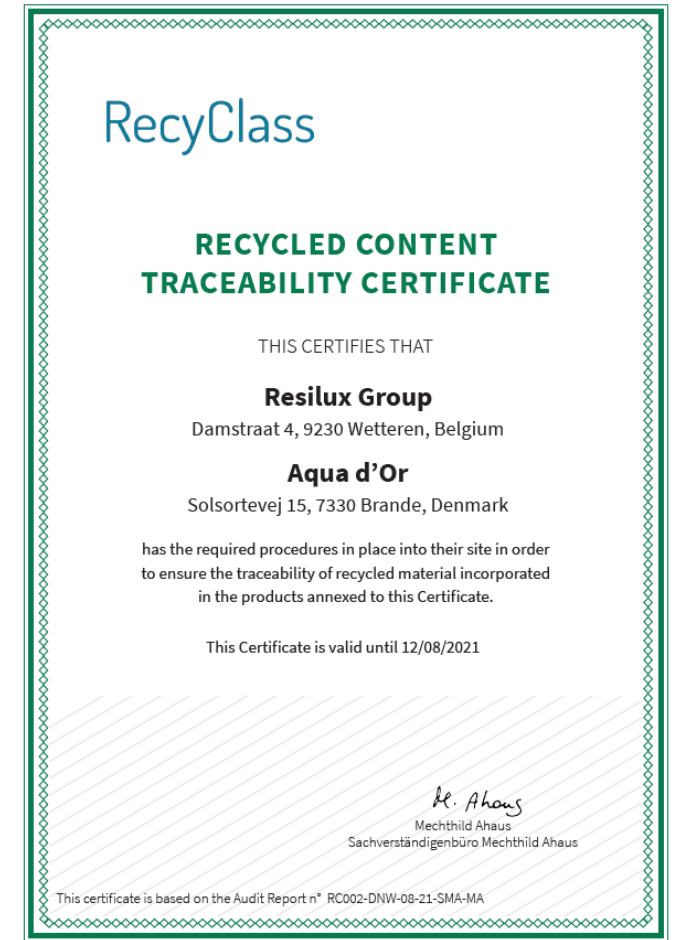 RecyClass
RECYCLED CONTENT
TRACEABILITY CERTIFICATE
THIS CERTIFIES THAT
Resilux Group
Damstraat 4, 9230 Wetteren, Belgium
Aqua d'Or
Solsortevej 15, 7330 Brande, Denmark
has the required procedures in place into their site in order
to ensure the traceability of recycled material incorporated
in the products annexed to this Certificate.
This Certificate is valid until 12/08/2021
M. Ahaus
Mechthild Ahaus
Sachverständigenbüro Mechthild Ahaus
This certificate is based on the Audit Report n° RC002-DNW-08-21-SMA-MA